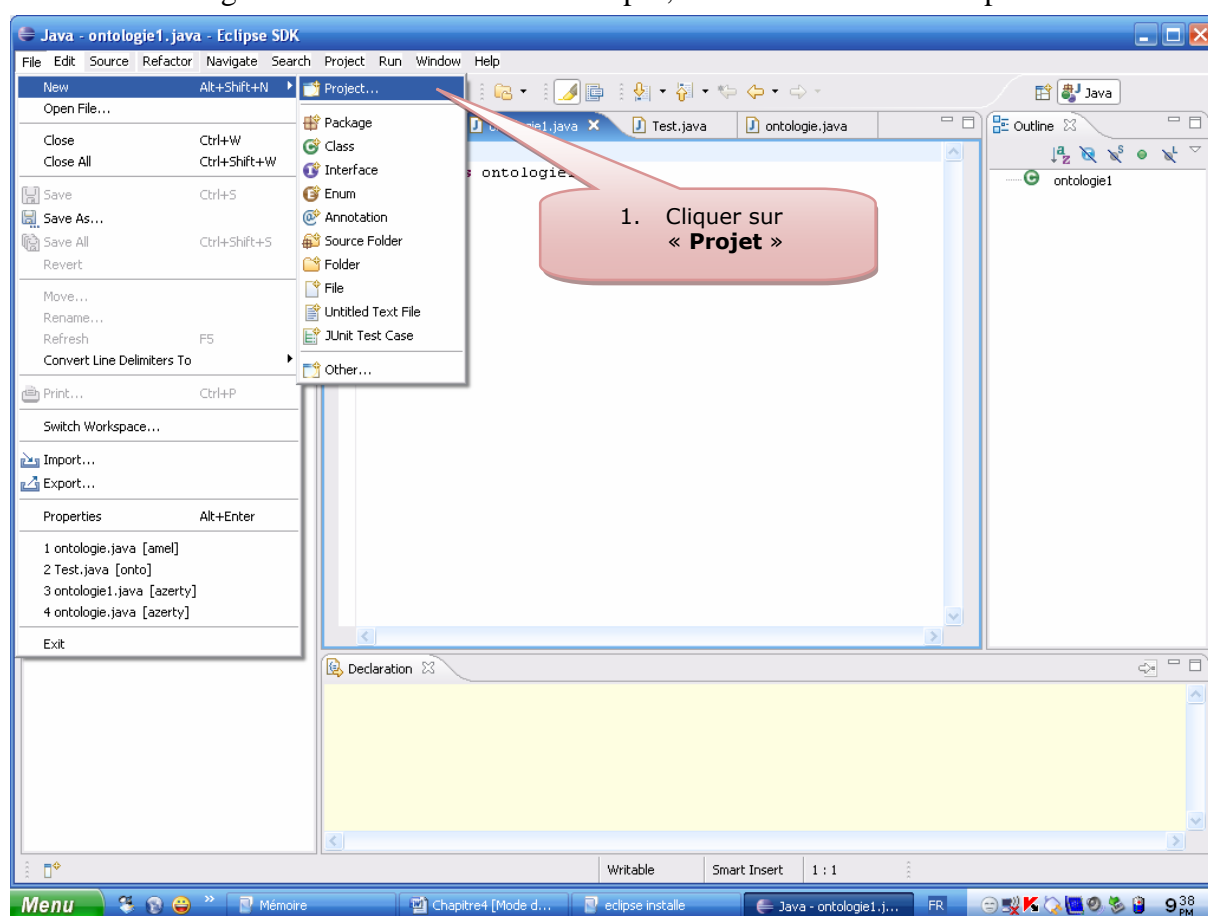 Java - ontologie1.java - Eclipse SDK
File Edit Source Refactor Navigate Search Project Run Window Help
New Alt+Shift+N
Open File...
Close Ctrl+W
Close All Ctrl+Shift+W
Save Ctrl+S
Save As...
Save All Ctrl+Shift+S
Revert
Move...
Rename...
Refresh F5
Convert Line Delimiters To
Print... Ctrl+P
Switch Workspace...
Import...
Export...
Properties Alt+Enter
1 ontologie.java [amel]
2 Test.java [onto]
3 ontologie1.java [azerty]
4 ontologie.java [azerty]
Exit
Project...
Package
Class
Interface
Enum
Annotation
Source Folder
Folder
File
Untitled Text File
JUnit Test Case
Other...
Java
Test.java
ontologie.java
Outline
ontologie1
1. Cliquer sur
« Projet »
Declaration
Writable Smart Insert 1 : 1
Menu
Mémoire
Chapitre4 [Mode d...
eclipse installe
Java - ontologie1.j...
FR
9 38
PM